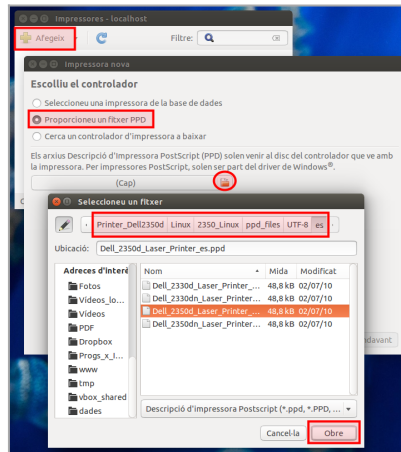 Impressores - localhost
Afegeix
Filtre:
Impressora nova
Escolliu el controlador
Seleccioneu una impressora de la base de dades
Proporcioneu un fitxer PPD
Cerca un controlador d'impressora a baixar
Els arxius Descripció d'Impressora PostScript (PPD) solen venir al disc del controlador que ve amb
la impressora. Per impressores PostScript, solen ser part del driver de Windows®.
(Cap)
Seleccioneu un fitxer
Printer_Dell2350d Linux 2350_Linux ppd_files UTF-8 es
Ubicació: Dell_2350d_Laser_Printer_es.ppd
Adreces d'interè Nom Mida Modificat
Fotos Dell_2330d_Laser_Printer_... 48,8 kB 02/07/10
Vídeos_lo... Dell_2330dn_Laser_Printer... 48,8 kB 02/07/10
Vídeos Dell_2350d_Laser_Printer_... 48,8 kB 02/07/10
PDF Dell_2350dn_Laser_Printer... 48,8 kB 02/07/10
Dropbox
Progs_x_l...
www
tmp
vbox_shared
dades
Descripció d'impressora Postscript (*.ppd, *.PPD, ...
davant
Cancel·la Obre